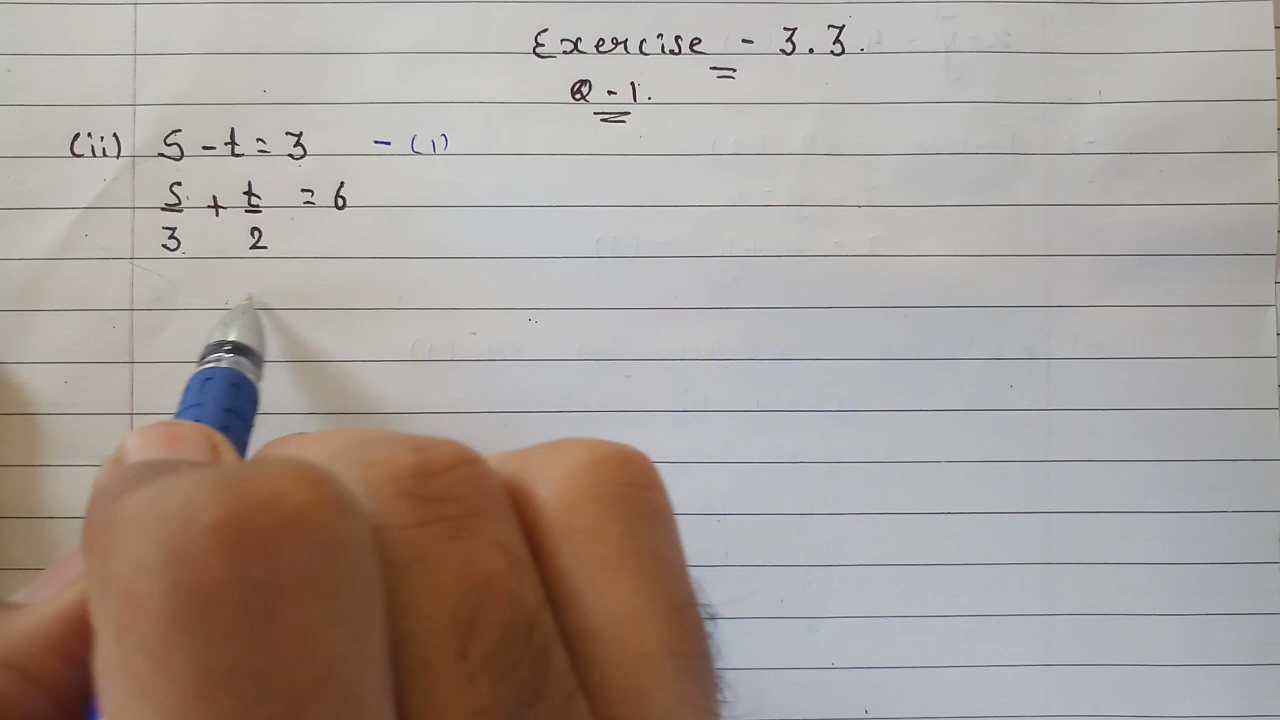 Exercise - 3.3.
Q-1.
(ii) S - t = 3 - (1)
S/3 + t/2 = 6